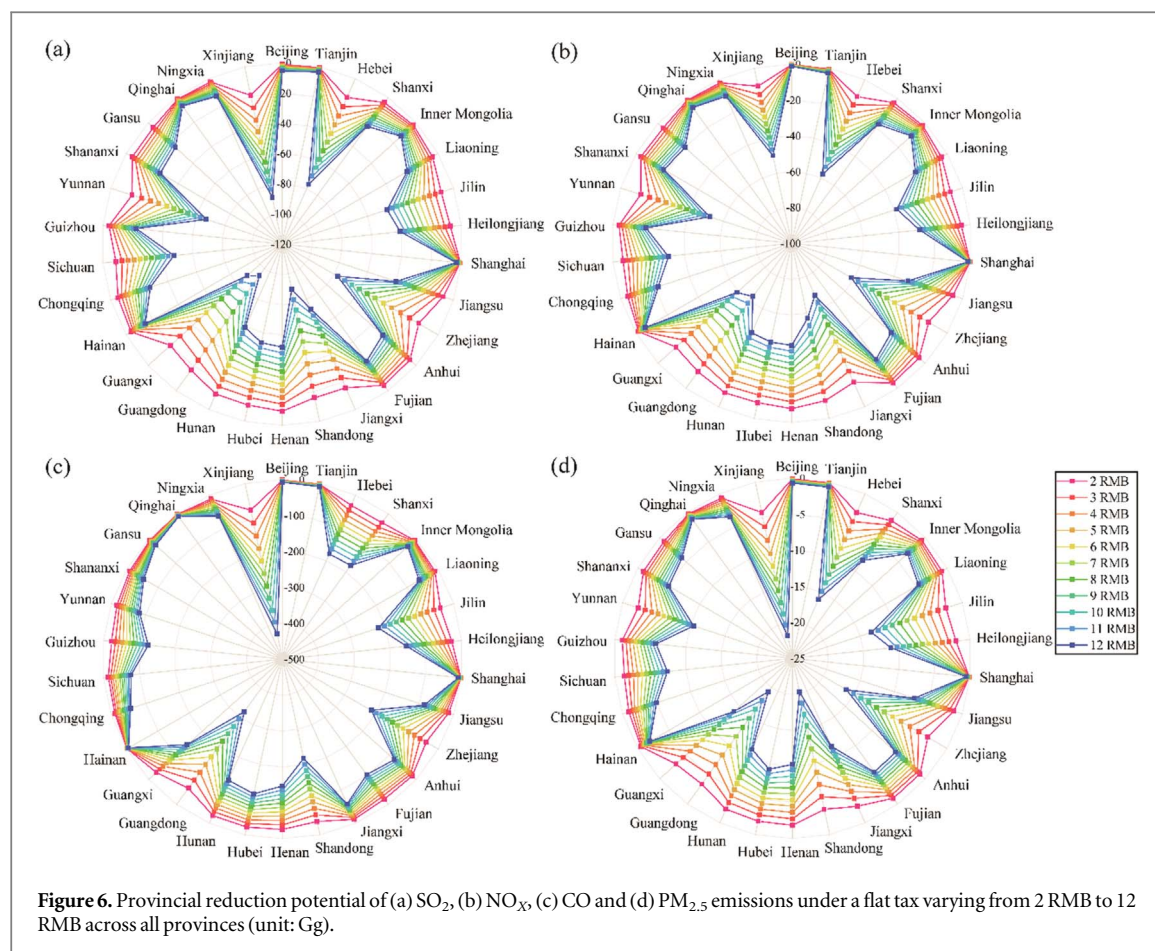 (a)
Beijing
Tianjin
Hebei
Shanxi
Inner Mongolia
Liaoning
Jilin
Heilongjiang
Shanghai
Jiangsu
Zhejiang
Anhui
Fujian
Jiangxi
Shandong
Henan
Hubei
Hunan
Guangdong
Guangxi
Hainan
Chongqing
Sichuan
Guizhou
Yunnan
Shananxi
Gansu
Qinghai
Ningxia
Xinjiang
-0
-20
-40
-60
-80
-100
-120
(b)
Beijing
Tianjin
Hebei
Shanxi
Inner Mongolia
Liaoning
Jilin
Heilongjiang
Shanghai
Jiangsu
Zhejiang
Anhui
Fujian
Jiangxi
Shandong
Henan
Hubei
Hunan
Guangdong
Guangxi
Hainan
Chongqing
Sichuan
Guizhou
Yunnan
Shananxi
Gansu
Qinghai
Ningxia
Xinjiang
-0
-20
-40
-60
-80
-100
(c)
Beijing
Tianjin
Hebei
Shanxi
Inner Mongolia
Liaoning
Jilin
Heilongjiang
Shanghai
Jiangsu
Zhejiang
Anhui
Fujian
Jiangxi
Shandong
Henan
Hubei
Hunan
Guangdong
Guangxi
Hainan
Chongqing
Sichuan
Guizhou
Yunnan
Shananxi
Gansu
Qinghai
Ningxia
Xinjiang
-0
-100
-200
-300
-400
-500
(d)
Beijing
Tianjin
Hebei
Shanxi
Inner Mongolia
Liaoning
Jilin
Heilongjiang
Shanghai
Jiangsu
Zhejiang
Anhui
Fujian
Jiangxi
Shandong
Henan
Hubei
Hunan
Guangdong
Guangxi
Hainan
Chongqing
Sichuan
Guizhou
Yunnan
Shananxi
Gansu
Qinghai
Ningxia
Xinjiang
-0
-5
-10
-15
-20
-25
2 RMB
3 RMB
4 RMB
5 RMB
6 RMB
7 RMB
8 RMB
9 RMB
10 RMB
11 RMB
12 RMB
Figure 6. Provincial reduction potential of (a) SO₂, (b) NOₓ, (c) CO and (d) PM₂.₅ emissions under a flat tax varying from 2 RMB to 12
RMB across all provinces (unit: Gg).